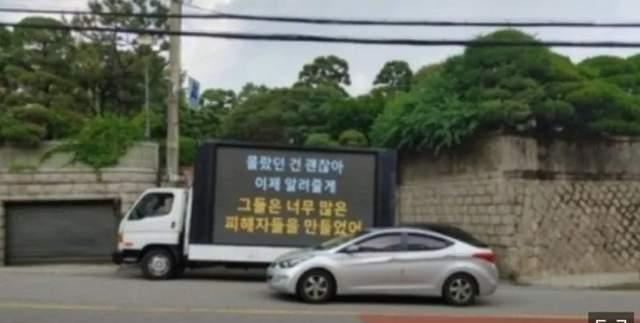 몰랐던 건 괜찮아
이제 알려줄게
그들은 너무 많은
피해자들을 만들었어